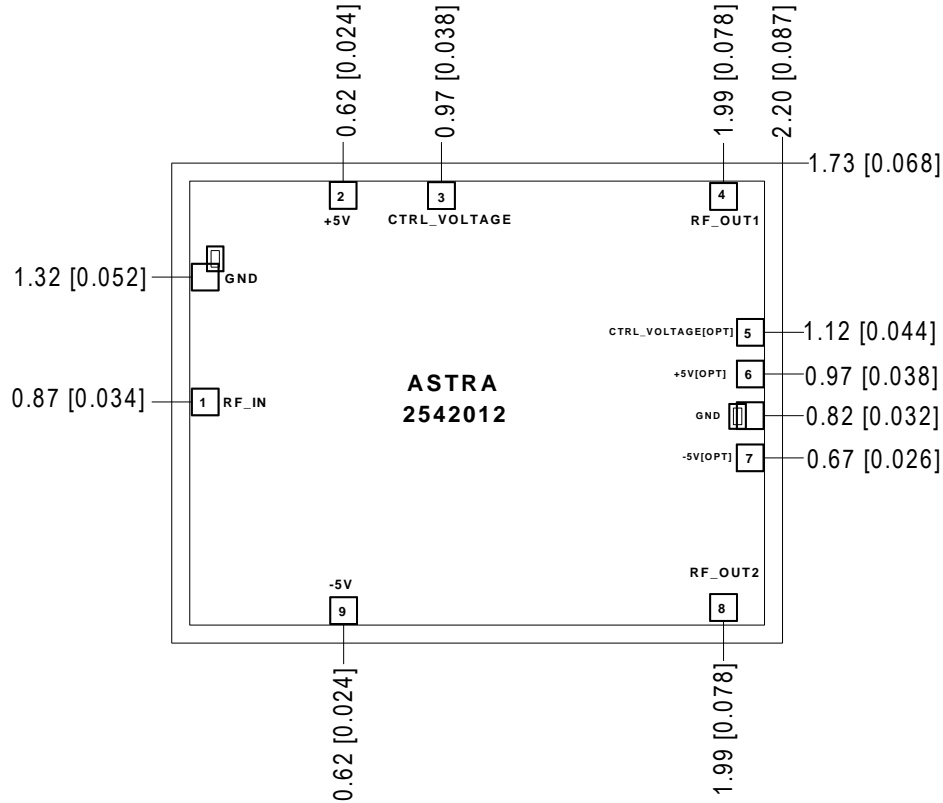 0.62 [0.024]
0.97 [0.038]
1.99 [0.078]
2.20 [0.087]
1.73 [0.068]
2
+5V
3
CTRL_VOLTAGE
4
RF_OUT1
1.32 [0.052]
GND
CTRL_VOLTAGE[OPT]
5
1.12 [0.044]
+5V[OPT]
6
0.97 [0.038]
ASTRA
2542012
0.87 [0.034]
1
RF_IN
GND
0.82 [0.032]
-5V[OPT]
7
0.67 [0.026]
-5V
9
RF_OUT2
8
0.62 [0.024]
1.99 [0.078]